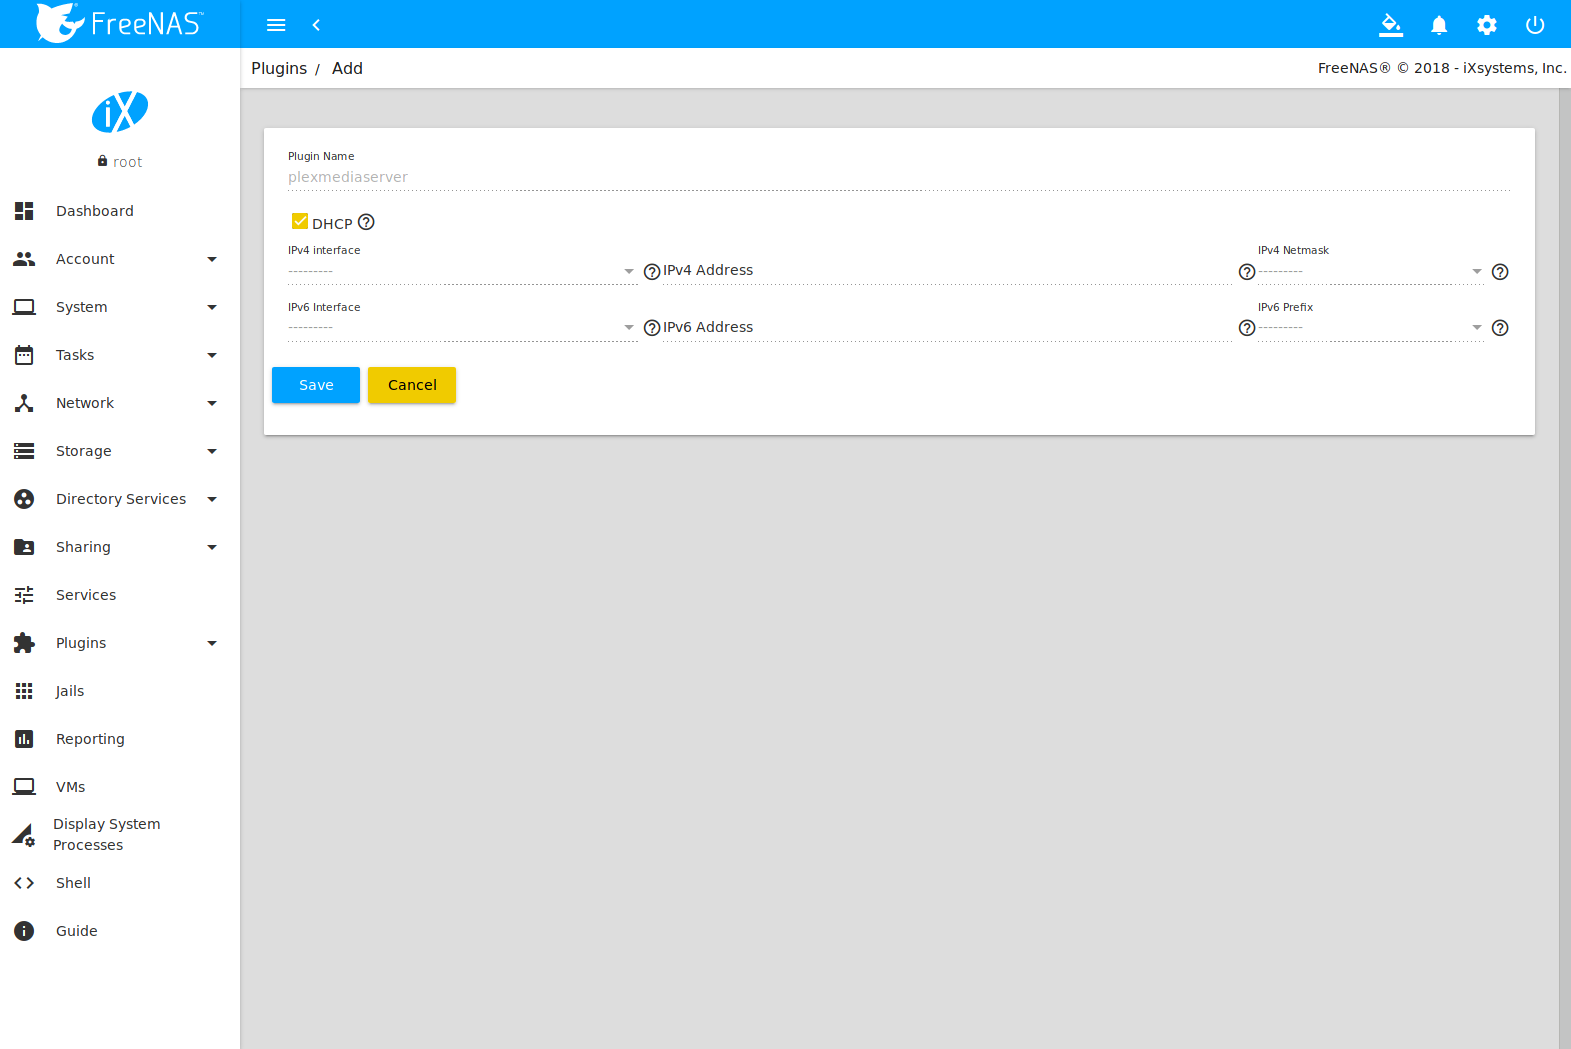 FreeNAS™
Plugins / Add
FreeNAS® © 2018 - iXsystems, Inc.
iX
root
Dashboard
Account
System
Tasks
Network
Storage
Directory Services
Sharing
Services
Plugins
Jails
Reporting
VMs
Display System
Processes
Shell
Guide
Plugin Name
plexmediaserver
DHCP
IPv4 interface
---------
IPv4 Address
IPv4 Netmask
---------
IPv6 Interface
---------
IPv6 Address
IPv6 Prefix
---------
Save
Cancel